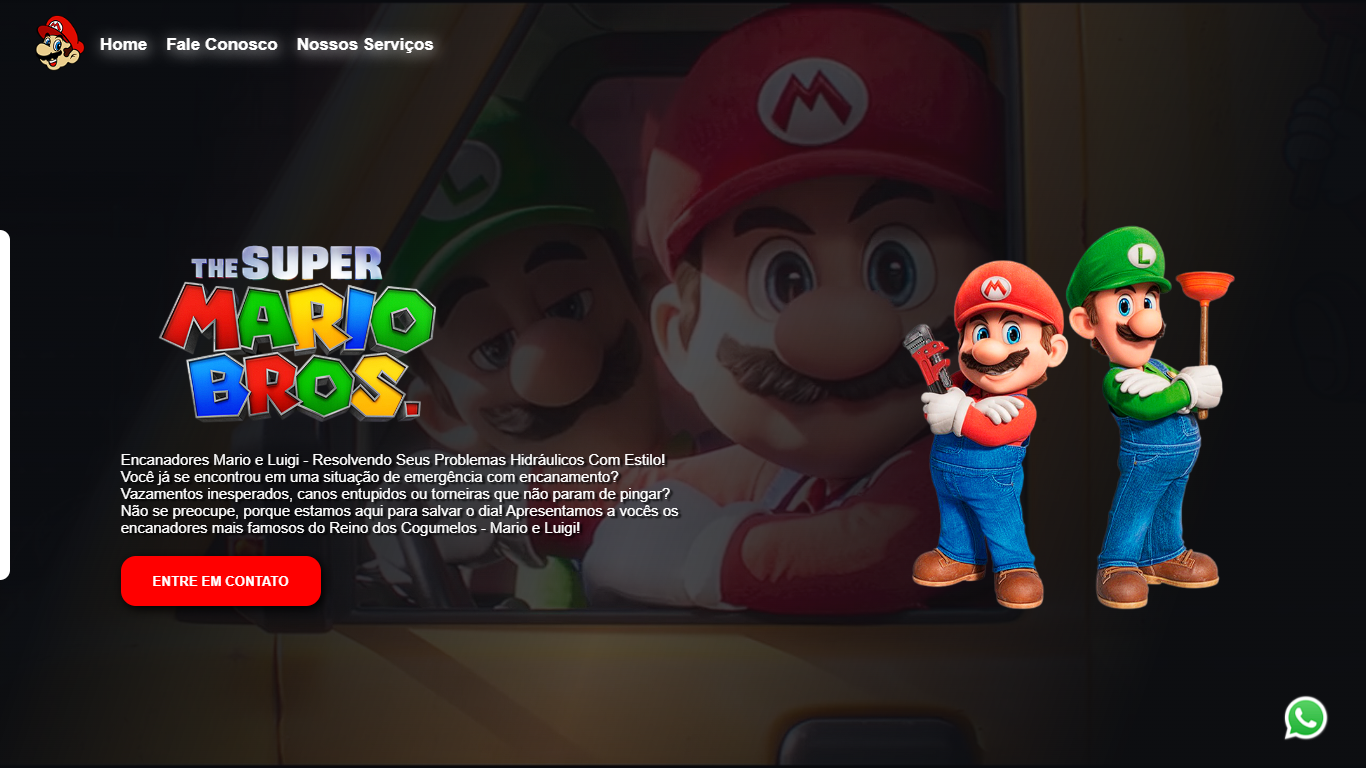 Home Fale Conosco Nossos Serviços
THE SUPER
MARIO
BROS.
Encanadores Mario e Luigi - Resolvendo Seus Problemas Hidráulicos Com Estilo!
Você já se encontrou em uma situação de emergência com encanamento?
Vazamentos inesperados, canos entupidos ou torneiras que não param de pingar?
Não se preocupe, porque estamos aqui para salvar o dia! Apresentamos a vocês os
encanadores mais famosos do Reino dos Cogumelos - Mario e Luigi!
ENTRE EM CONTATO
M
L
M
L